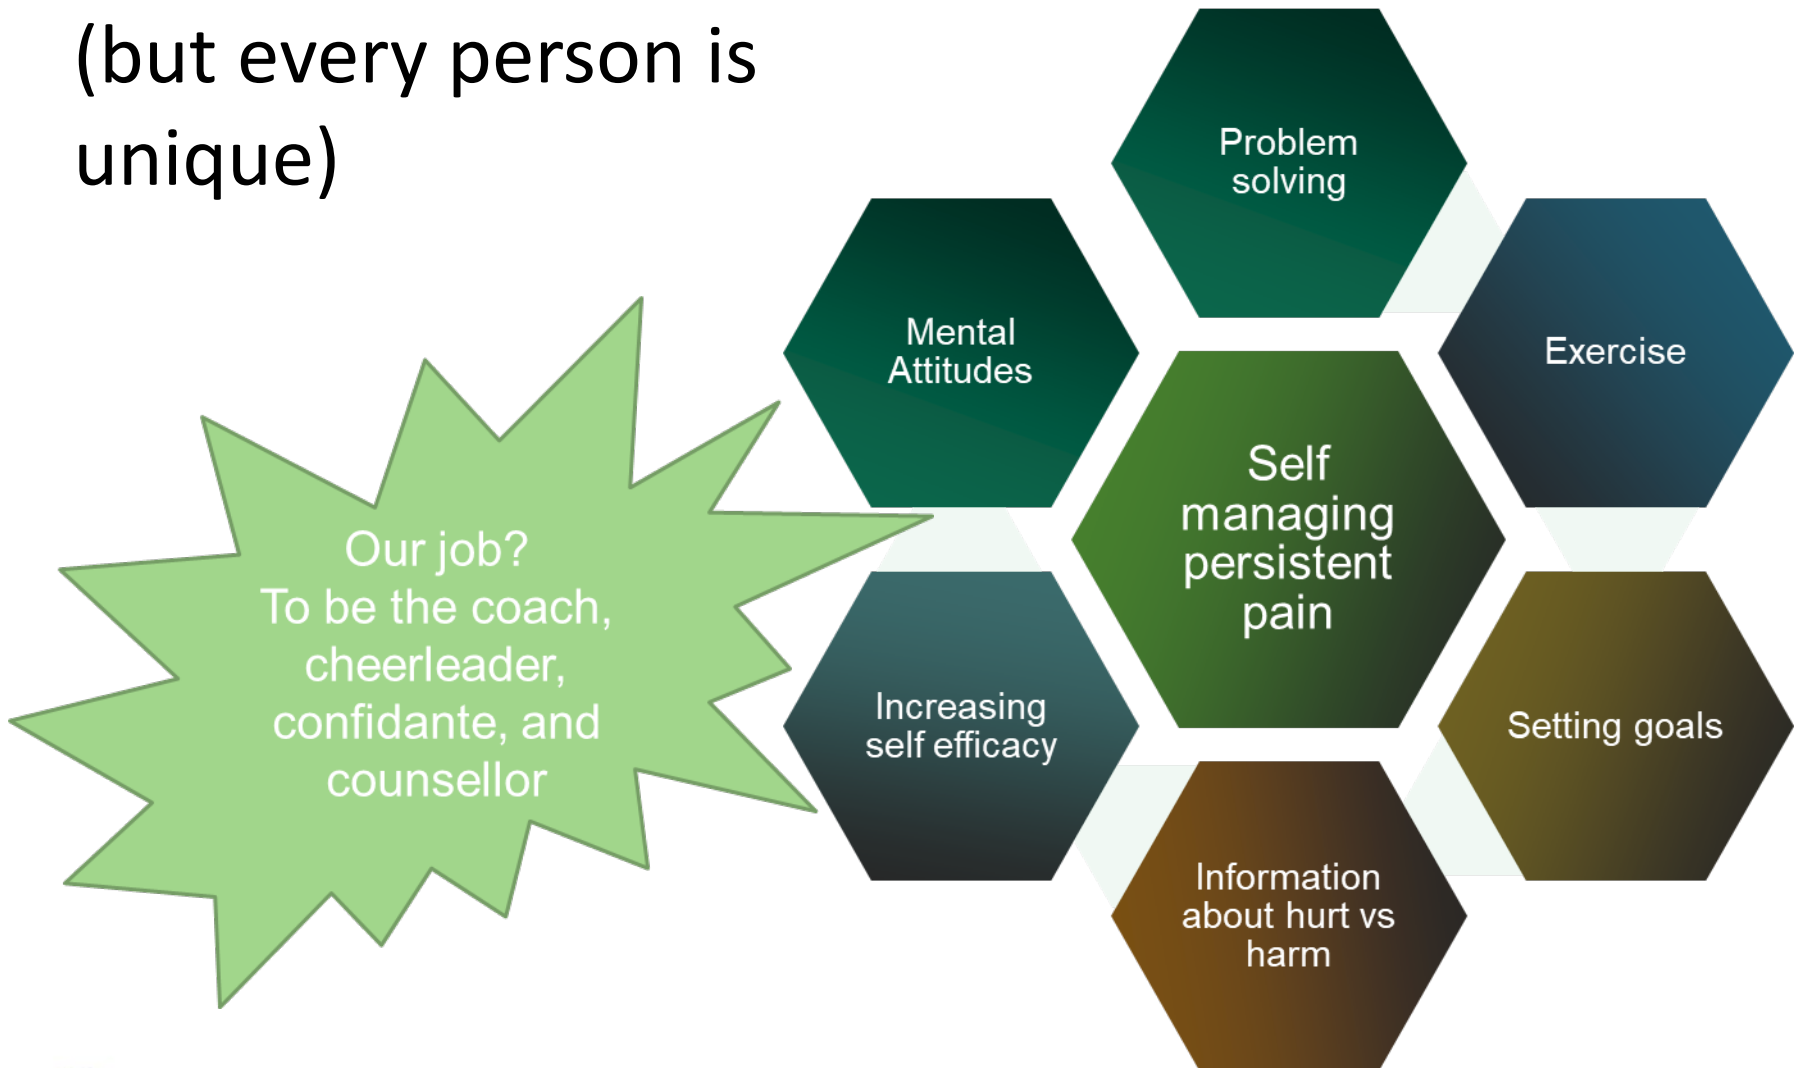 (but every person is
unique)
Problem
solving
Mental
Attitudes
Exercise
Self
managing
persistent
pain
Our job?
To be the coach,
cheerleader,
confidante, and
counsellor
Increasing
self efficacy
Setting goals
Information
about hurt vs
harm